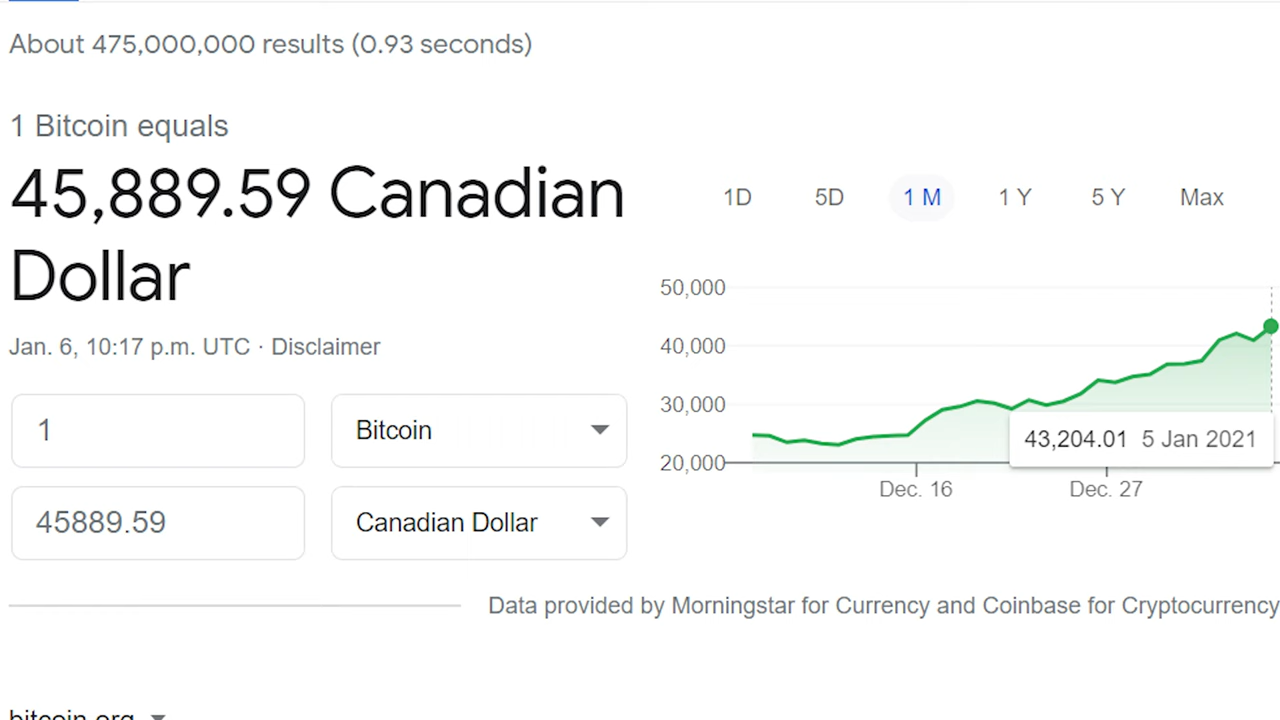 About 475,000,000 results (0.93 seconds)
1 Bitcoin equals
45,889.59 Canadian
Dollar
Jan. 6, 10:17 p.m. UTC · Disclaimer
1 Bitcoin
45889.59 Canadian Dollar
1D 5D 1 M 1 Y 5 Y Max
50,000
40,000
30,000
20,000
43,204.01 5 Jan 2021
Dec. 16 Dec. 27
Data provided by Morningstar for Currency and Coinbase for Cryptocurrency
bitcoin.org